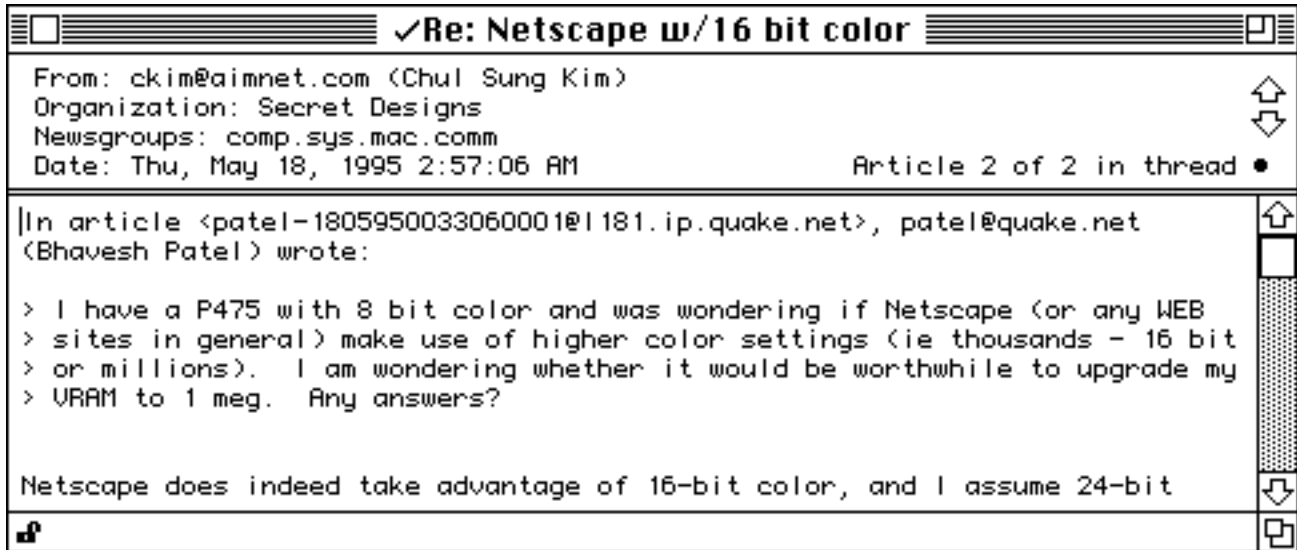 ✓Re: Netscape w/16 bit color
From: ckim@aimnet.com (Chul Sung Kim)
Organization: Secret Designs
Newsgroups: comp.sys.mac.comm
Date: Thu, May 18, 1995 2:57:06 AM
Article 2 of 2 in thread •
In article <patel-1805950033060001@l181.ip.quake.net>, patel@quake.net
(Bhavesh Patel) wrote:
> I have a P475 with 8 bit color and was wondering if Netscape (or any WEB
> sites in general) make use of higher color settings (ie thousands - 16 bit
> or millions).  I am wondering whether it would be worthwhile to upgrade my
> VRAM to 1 meg.  Any answers?
Netscape does indeed take advantage of 16-bit color, and I assume 24-bit